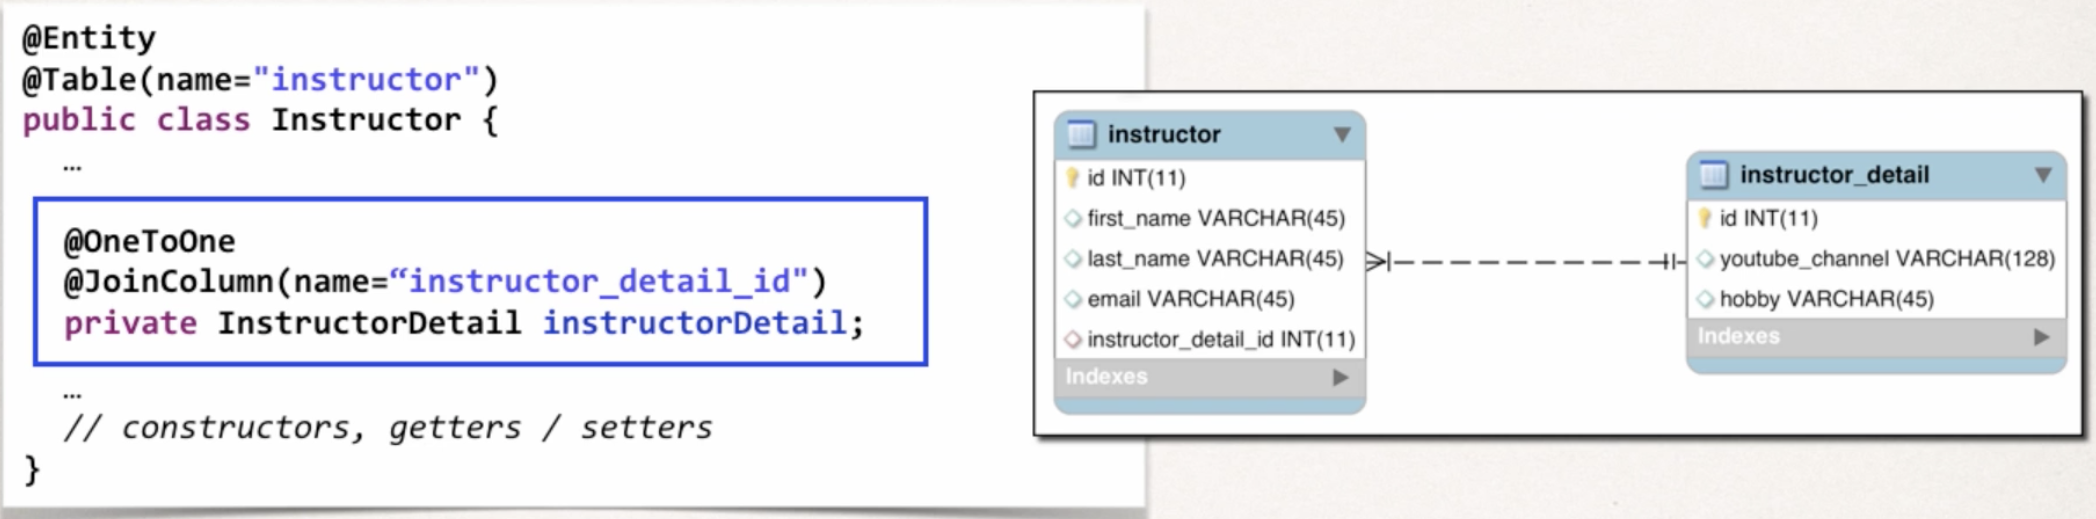 @Entity
@Table(name="instructor")
public class Instructor {
…
@OneToOne
@JoinColumn(name=“instructor_detail_id")
private InstructorDetail instructorDetail;
…
// constructors, getters / setters
}
instructor
id INT(11)
first_name VARCHAR(45)
last_name VARCHAR(45)
email VARCHAR(45)
instructor_detail_id INT(11)
Indexes
instructor_detail
id INT(11)
youtube_channel VARCHAR(128)
hobby VARCHAR(45)
Indexes